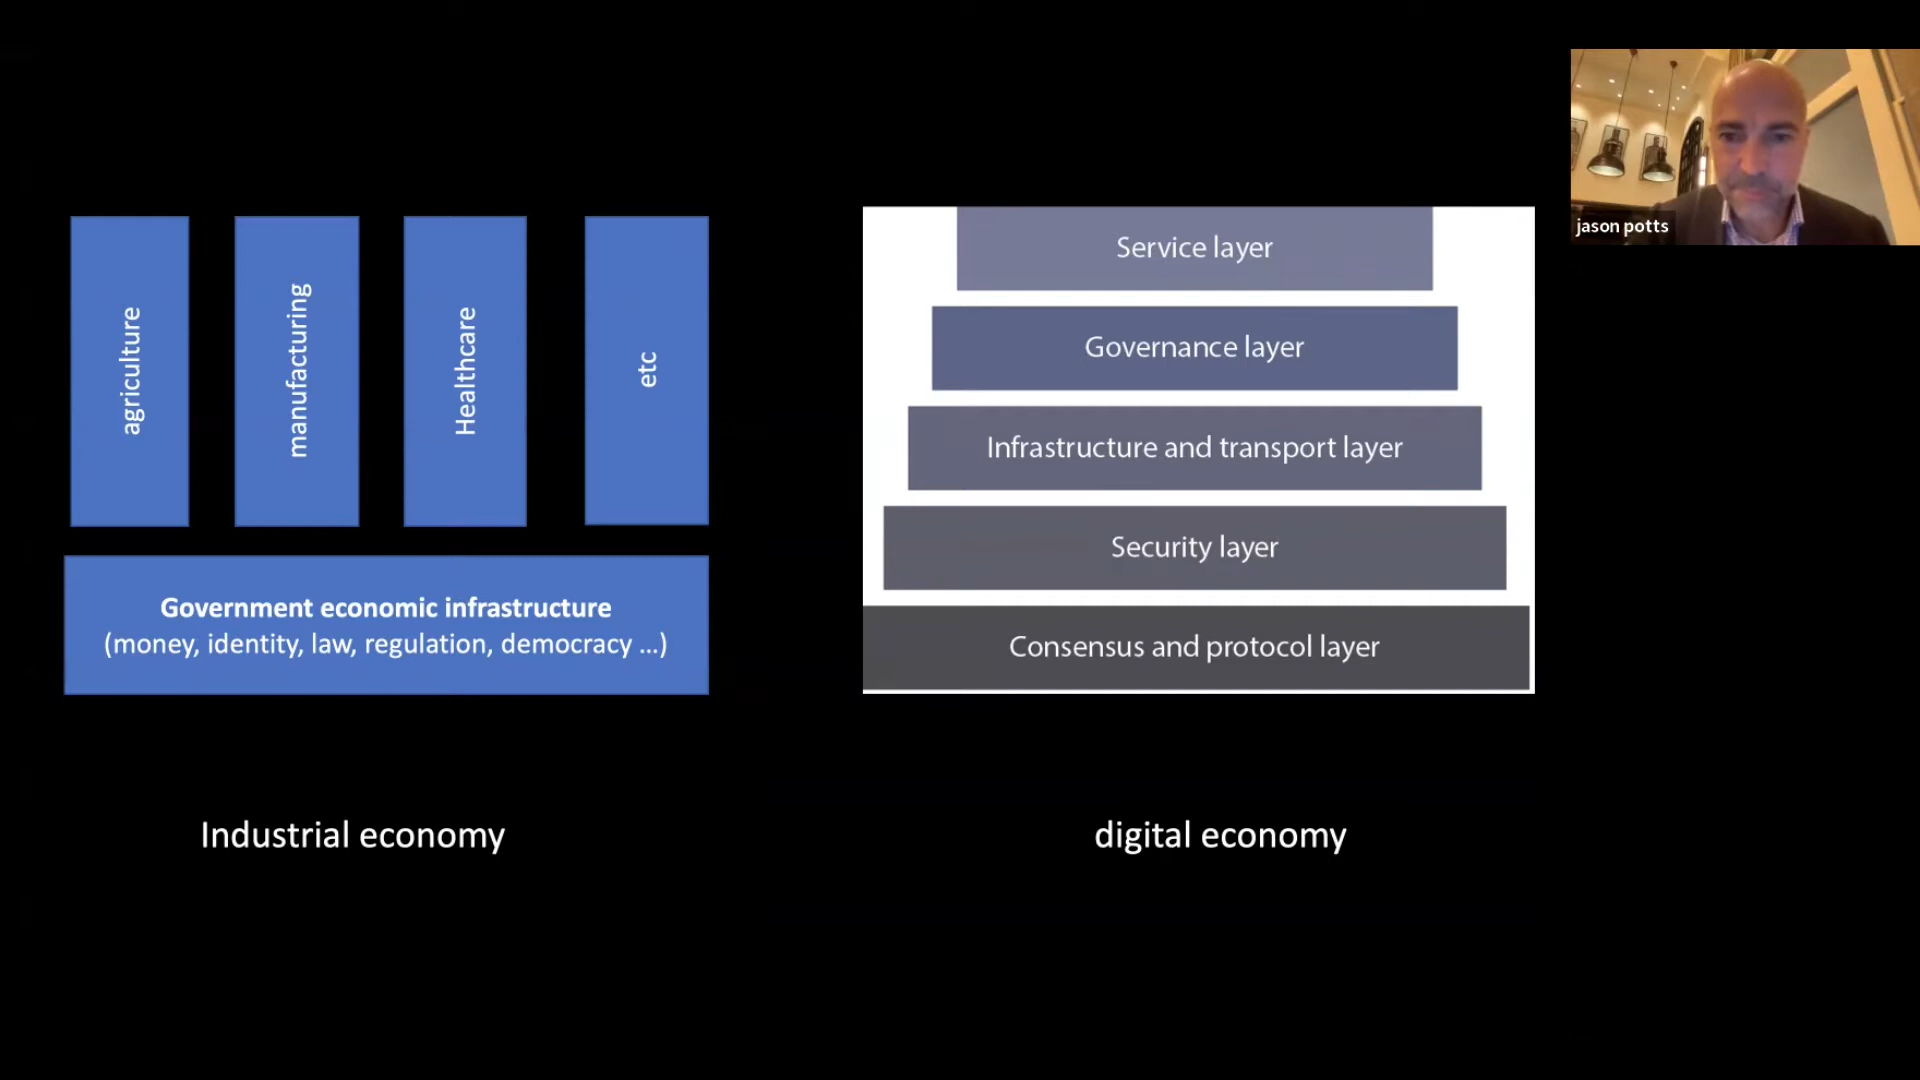 agriculture
manufacturing
Healthcare
etc
Government economic infrastructure
(money, identity, law, regulation, democracy ...)
Industrial economy
Service layer
Governance layer
Infrastructure and transport layer
Security layer
Consensus and protocol layer
digital economy
jason potts